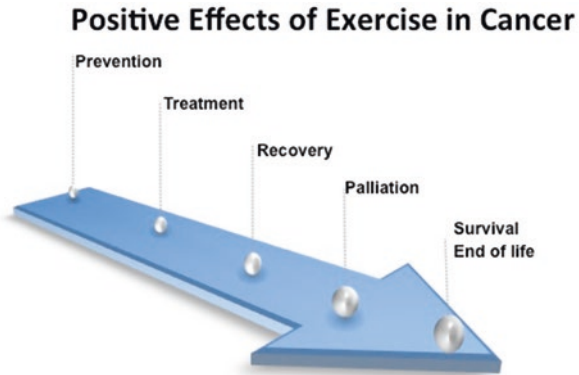 Positive Effects of Exercise in Cancer
Prevention
Treatment
Recovery
Palliation
Survival
End of life